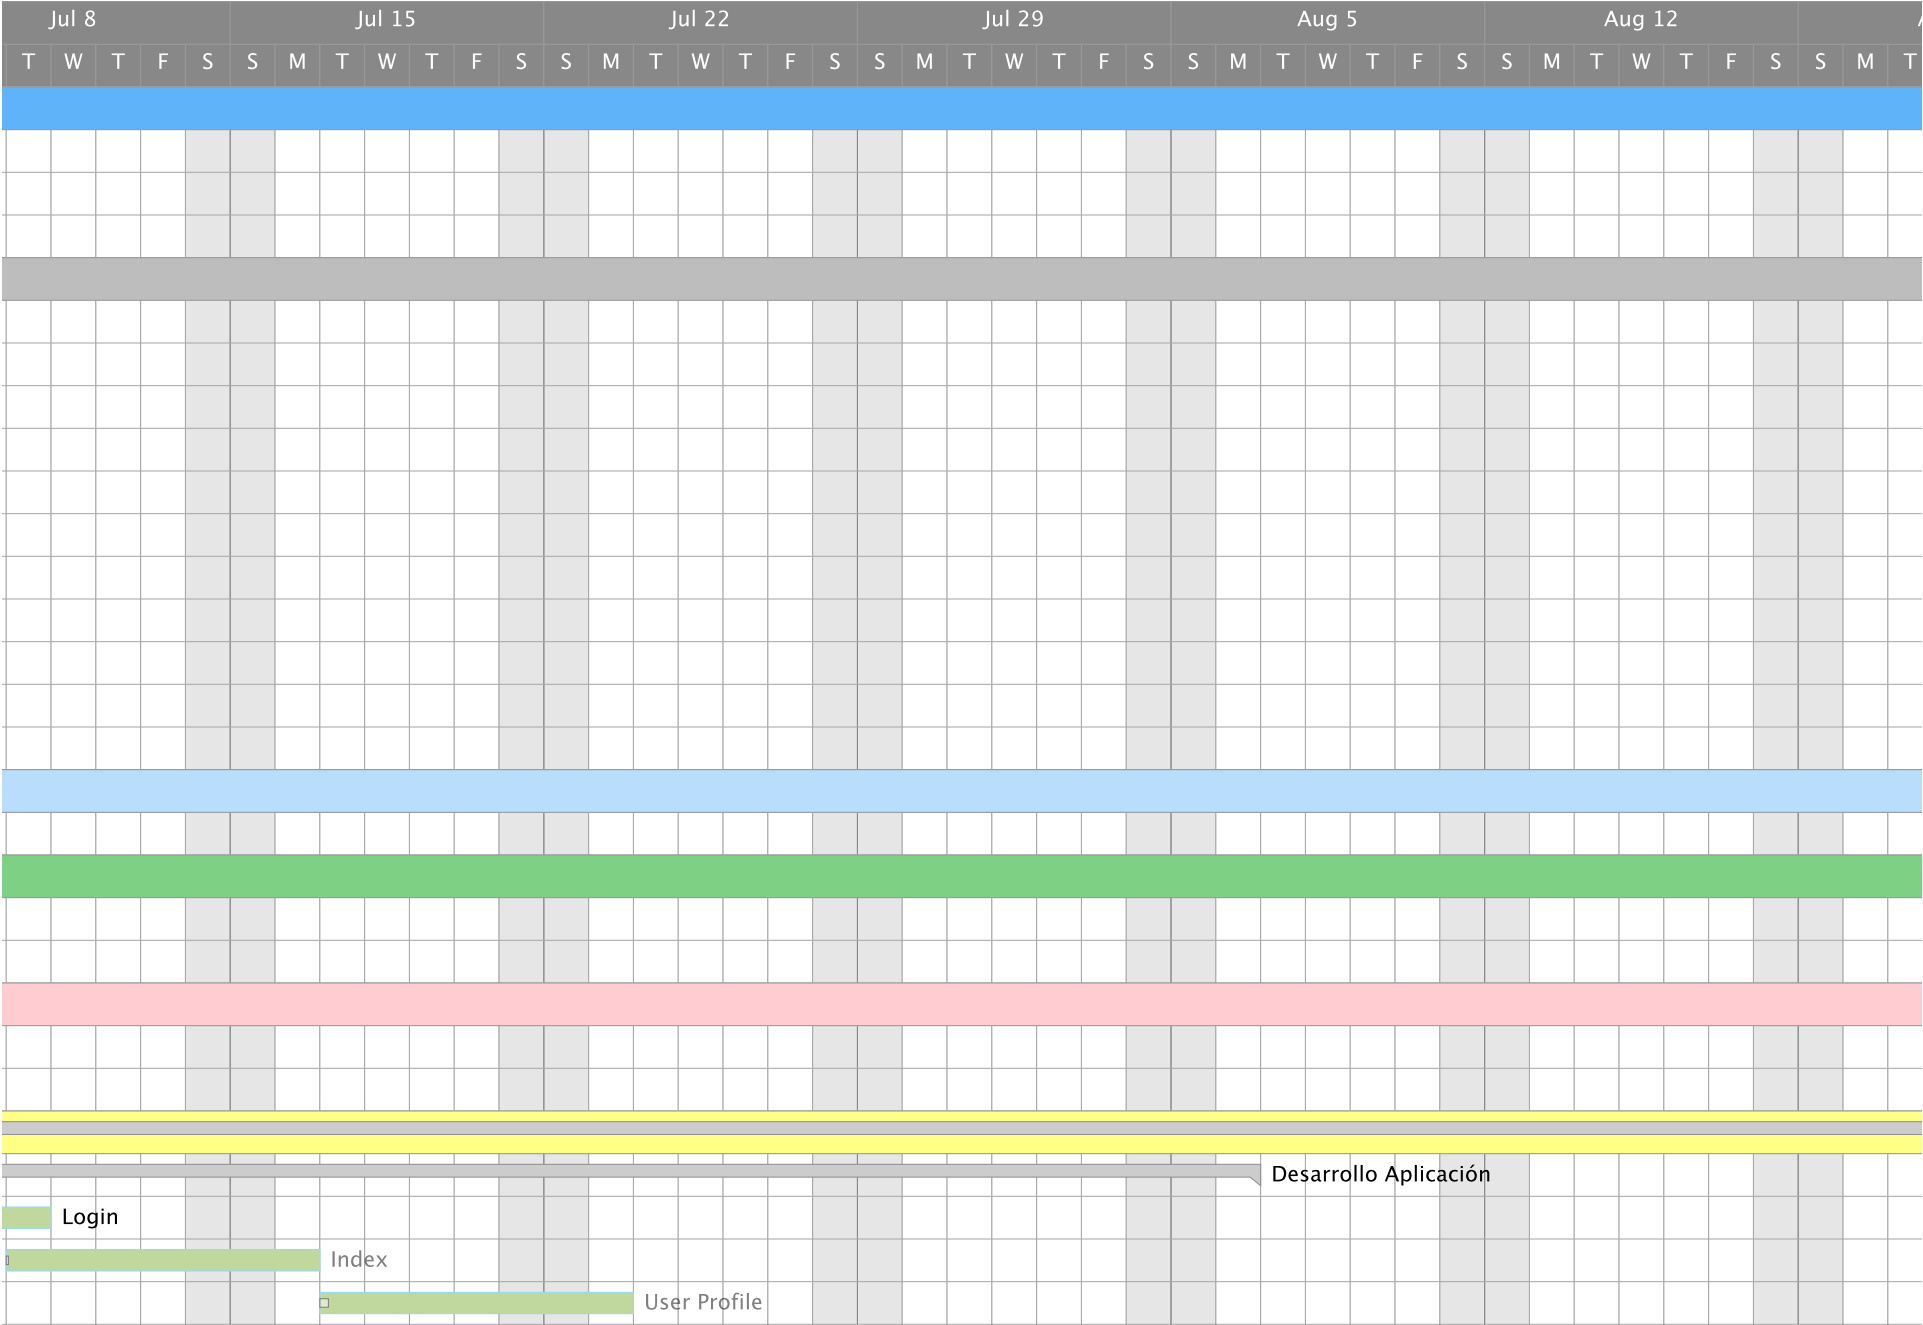 Jul 8 Jul 15 Jul 22 Jul 29 Aug 5 Aug 12
T W T F S S M T W T F S S M T W T F S S M T W T F S S M T W T F S S M T W T F S S M T
Desarrollo Aplicación
Login
Index
User Profile